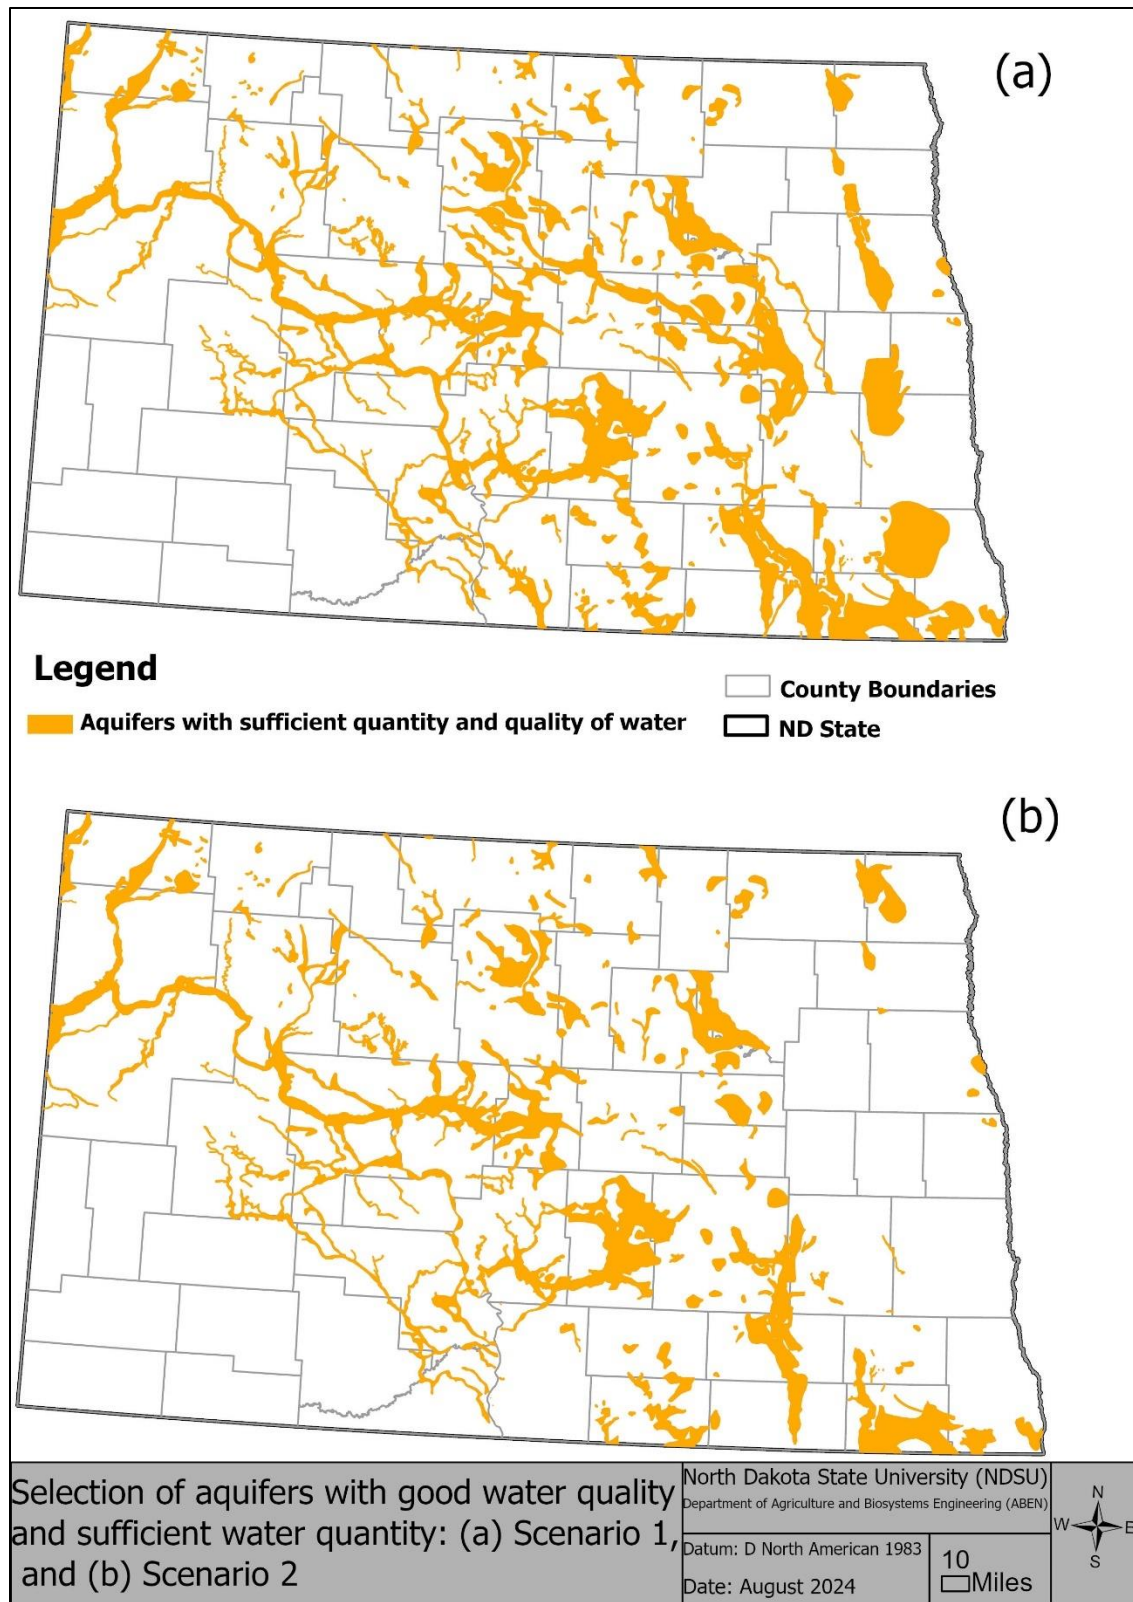 (a)
Legend
Aquifers with sufficient quantity and quality of water
County Boundaries
ND State
(b)
Selection of aquifers with good water quality
and sufficient water quantity: (a) Scenario 1,
and (b) Scenario 2
North Dakota State University (NDSU)
Department of Agriculture and Biosystems Engineering (ABEN)
Datum: D North American 1983
Date: August 2024
10
Miles
N
W
E
S